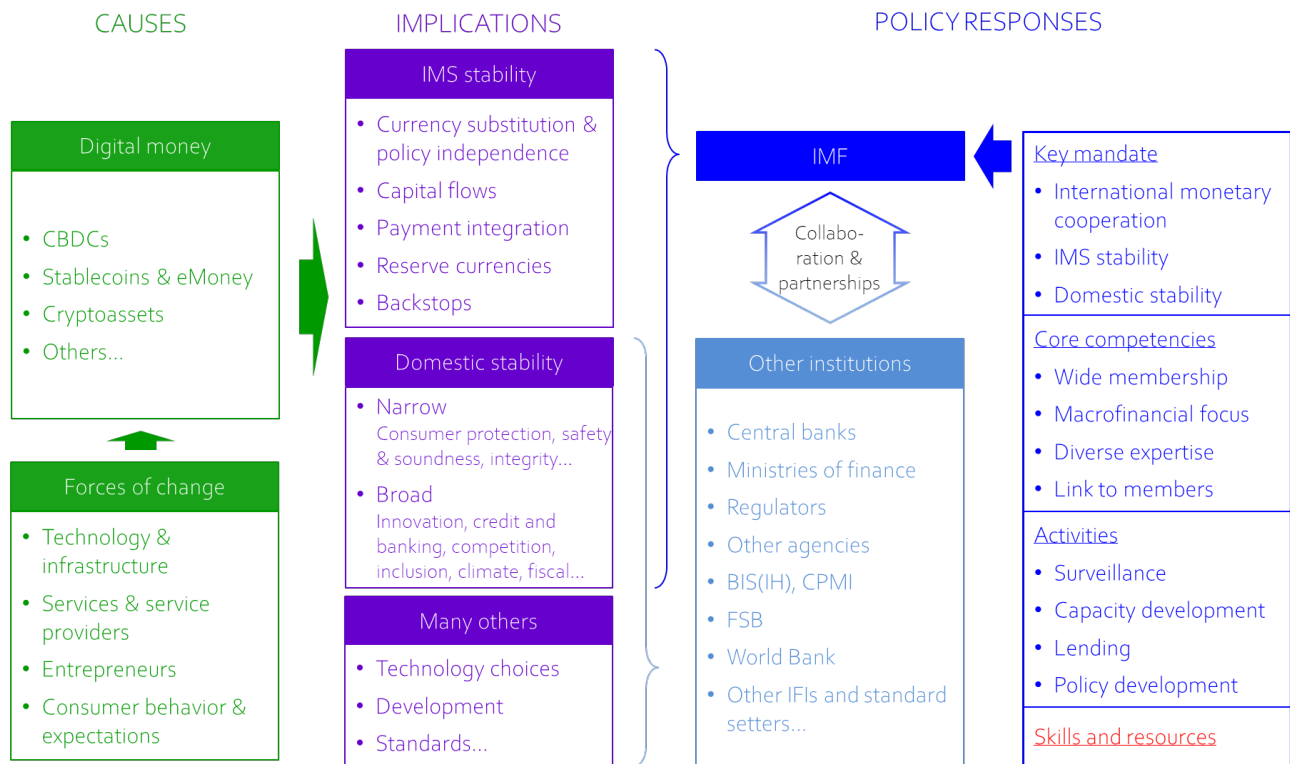 CAUSES
IMPLICATIONS
POLICY RESPONSES
Digital money
• CBDCs
• Stablecoins & eMoney
• Cryptoassets
• Others...
Forces of change
• Technology &
infrastructure
• Services & service
providers
• Entrepreneurs
• Consumer behavior &
expectations
IMS stability
• Currency substitution &
policy independence
• Capital flows
• Payment integration
• Reserve currencies
• Backstops
Domestic stability
• Narrow
Consumer protection, safety
& soundness, integrity...
• Broad
Innovation, credit and
banking, competition,
inclusion, climate, fiscal...
Many others
• Technology choices
• Development
• Standards...
IMF
Collabo-
ration &
partnerships
Other institutions
• Central banks
• Ministries of finance
• Regulators
• Other agencies
• BIS(IH), CPMI
• FSB
• World Bank
• Other IFIs and standard
setters...
Key mandate
• International monetary
cooperation
• IMS stability
• Domestic stability
Core competencies
• Wide membership
• Macrofinancial focus
• Diverse expertise
• Link to members
Activities
• Surveillance
• Capacity development
• Lending
• Policy development
Skills and resources